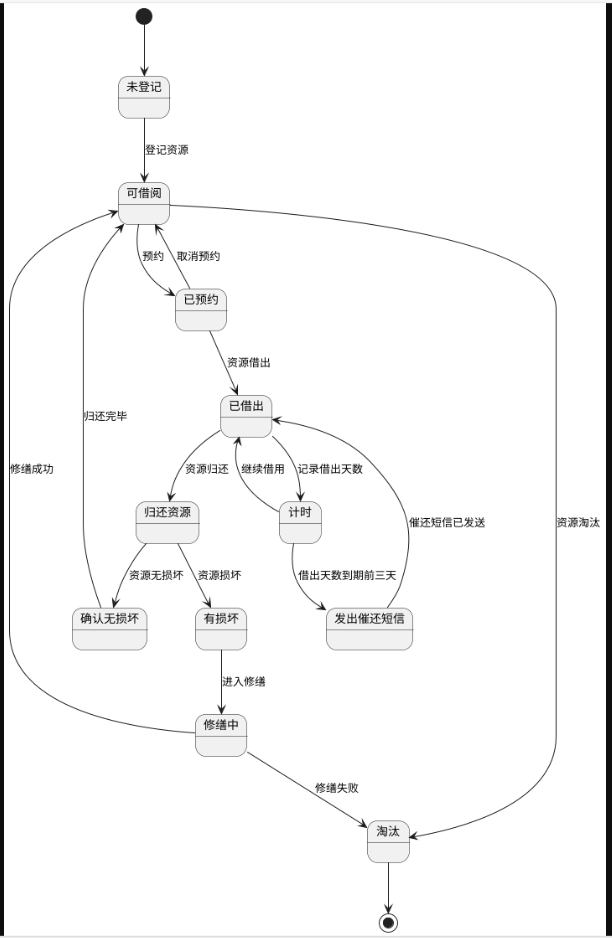 未登记
登记资源
可借阅
预约
取消预约
已预约
资源借出
已借出
归还完毕
修缮成功
资源归还
继续借用
记录借出天数
归还资源
计时
催还短信已发送
资源淘汰
资源无损坏
资源损坏
借出天数到期前三天
确认无损坏
有损坏
发出催还短信
进入修缮
修缮中
修缮失败
淘汰